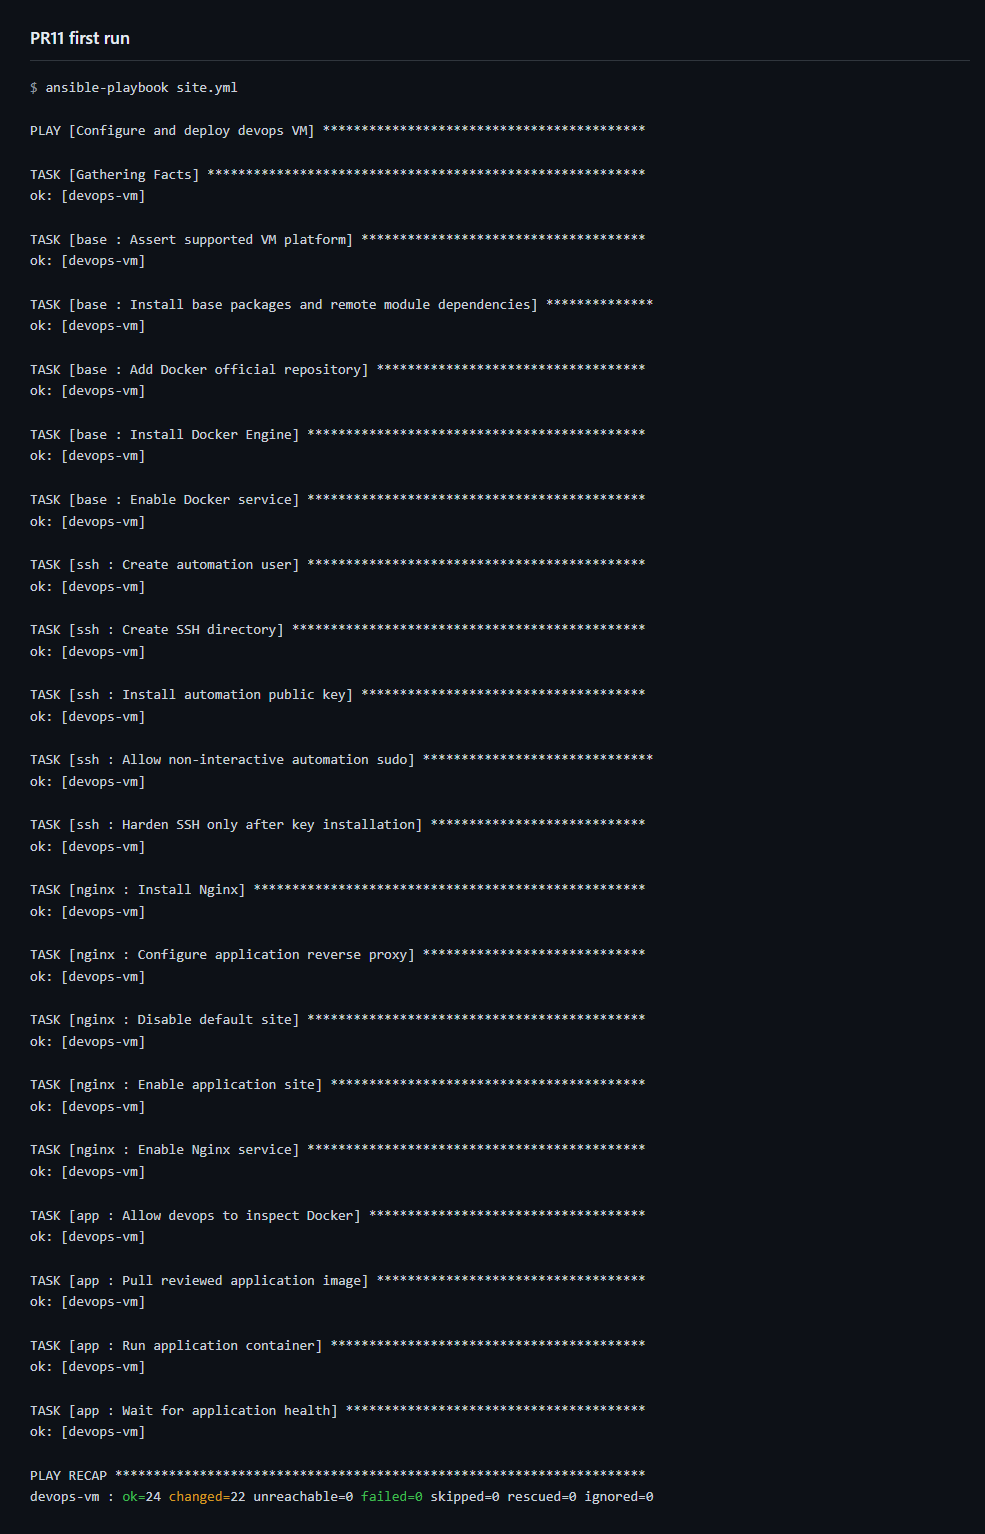 PR11 first run
$ ansible-playbook site.yml
PLAY [Configure and deploy devops VM] ******************************************
TASK [Gathering Facts] *********************************************************
ok: [devops-vm]
TASK [base : Assert supported VM platform] *************************************
ok: [devops-vm]
TASK [base : Install base packages and remote module dependencies] **************
ok: [devops-vm]
TASK [base : Add Docker official repository] ***********************************
ok: [devops-vm]
TASK [base : Install Docker Engine] ********************************************
ok: [devops-vm]
TASK [base : Enable Docker service] ********************************************
ok: [devops-vm]
TASK [ssh : Create automation user] ********************************************
ok: [devops-vm]
TASK [ssh : Create SSH directory] **********************************************
ok: [devops-vm]
TASK [ssh : Install automation public key] *************************************
ok: [devops-vm]
TASK [ssh : Allow non-interactive automation sudo] ******************************
ok: [devops-vm]
TASK [ssh : Harden SSH only after key installation] ****************************
ok: [devops-vm]
TASK [nginx : Install Nginx] ***************************************************
ok: [devops-vm]
TASK [nginx : Configure application reverse proxy] *****************************
ok: [devops-vm]
TASK [nginx : Disable default site] ********************************************
ok: [devops-vm]
TASK [nginx : Enable application site] *****************************************
ok: [devops-vm]
TASK [nginx : Enable Nginx service] ********************************************
ok: [devops-vm]
TASK [app : Allow devops to inspect Docker] ************************************
ok: [devops-vm]
TASK [app : Pull reviewed application image] ***********************************
ok: [devops-vm]
TASK [app : Run application container] *****************************************
ok: [devops-vm]
TASK [app : Wait for application health] ***************************************
ok: [devops-vm]
PLAY RECAP *********************************************************************
devops-vm : ok=24 changed=22 unreachable=0 failed=0 skipped=0 rescued=0 ignored=0